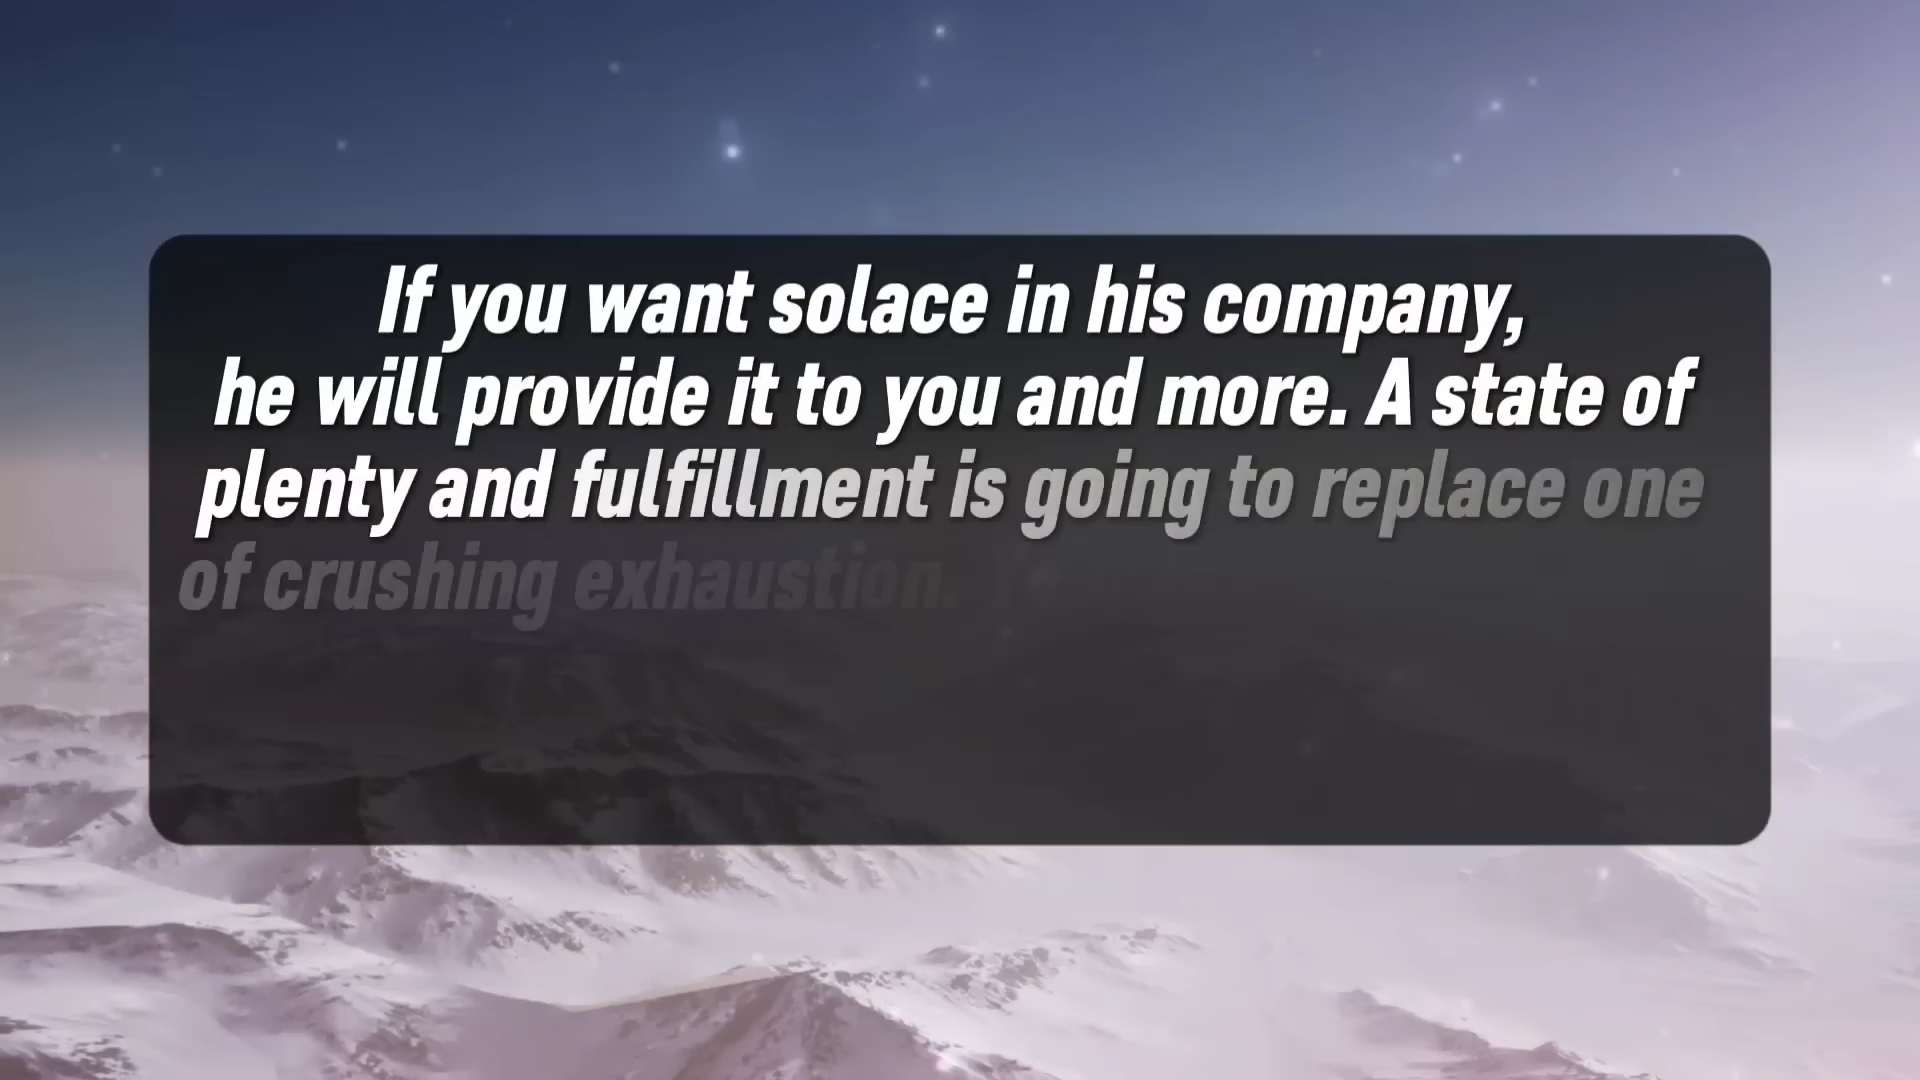 If you want solace in his company,
he will provide it to you and more. A state of
plenty and fulfillment is going to replace one
of crushing exhaustion.